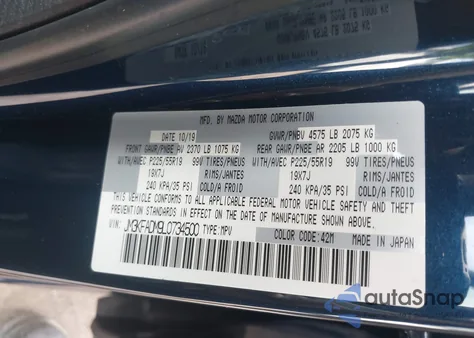 MFD. BY MAZDA MOTOR CORPORATION
DATE 10/19 GVWR/PNBV 4575 LB 2075 KG
FRONT GAWR/PNBE AV 2370 LB 1075 KG REAR GAWR/PNBE AR 2205 LB 1000 KG
WITH/AVEC P225/55R19 99V TIRES/PNEUS WITH/AVEC P225/55R19 99V TIRES/PNEUS
19X7J RIMS/JANTES 19X7J RIMS/JANTES
240 KPA/35 PSI COLD/A FROID 240 KPA/35 PSI COLD/A FROID
THIS VEHICLE CONFORMS TO ALL APPLICABLE FEDERAL MOTOR VEHICLE SAFETY
STANDARDS IN EFFECT ON THE DATE OF MANUFACTURE SHOWN ABOVE.
VIN: JM3KFADM9L0734500 TYPE: MPV COLOR CODE: 42M MADE IN JAPAN
autoSnap